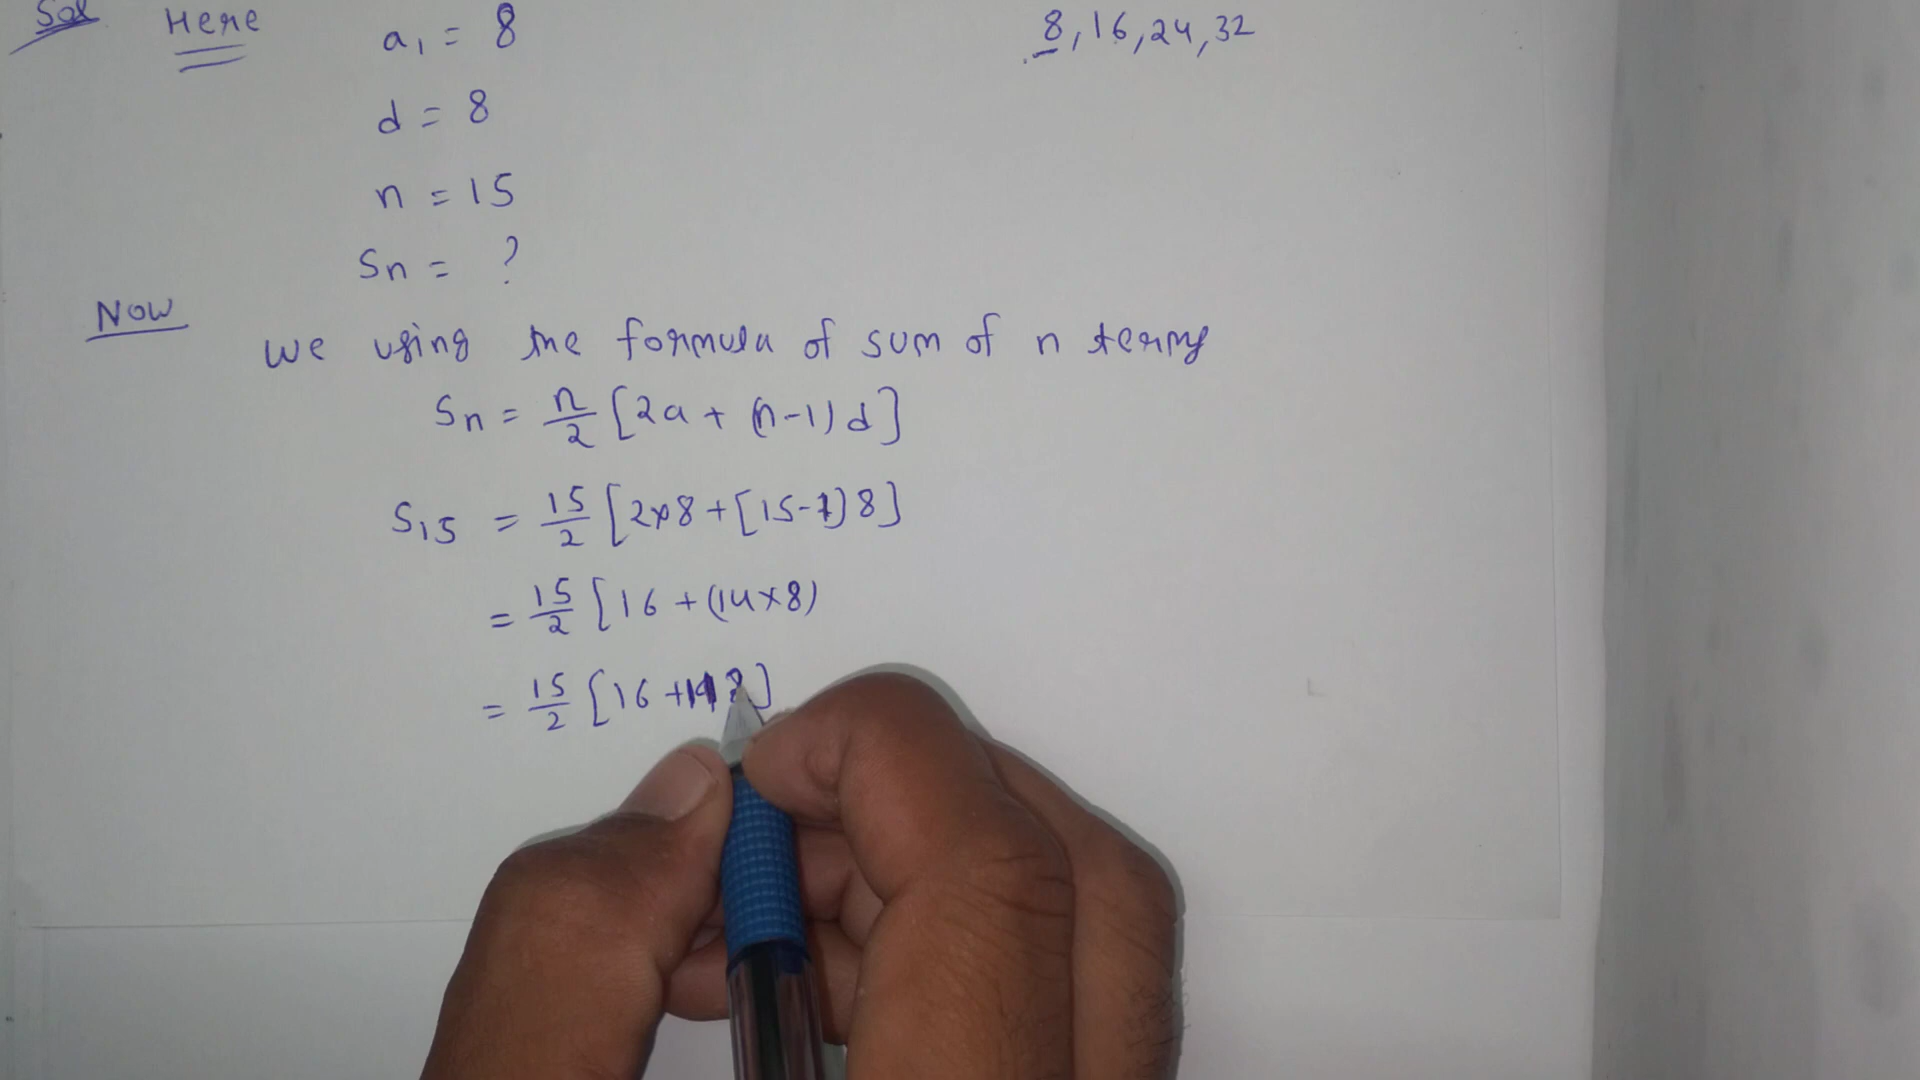 Sol Here a₁ = 8 8, 16, 24, 32
d = 8
n = 15
Sn = ?
Now
We using the formula of sum of n terms
Sn = n/2 [2a + (n-1) d]
S₁₅ = 15/2 [2×8 + [15-1) 8]
= 15/2 [16 + (14×8)
= 15/2 [16 +